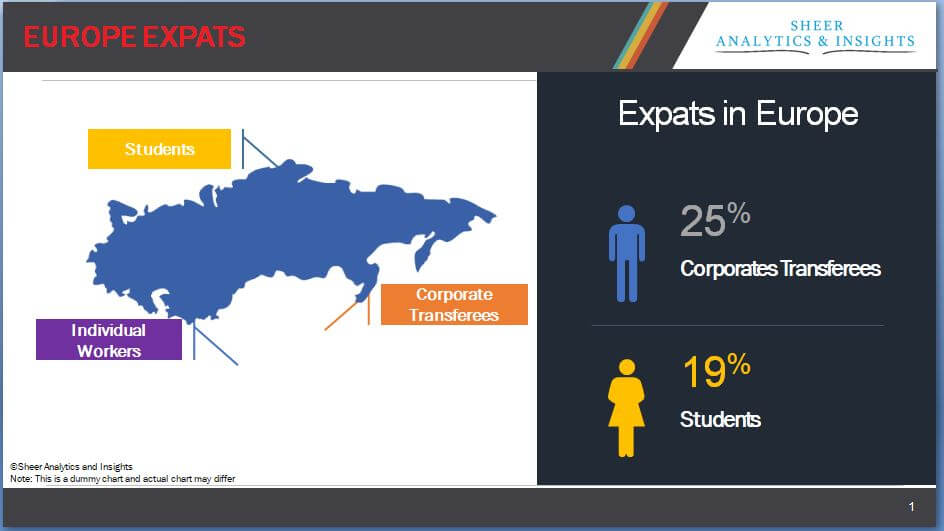 EUROPE EXPATS
SHEER
ANALYTICS & INSIGHTS
Students
Corporate
Transferees
Individual
Workers
Expats in Europe
25%
Corporates Transferees
19%
Students
©Sheer Analytics and Insights
Note: This is a dummy chart and actual chart may differ
1